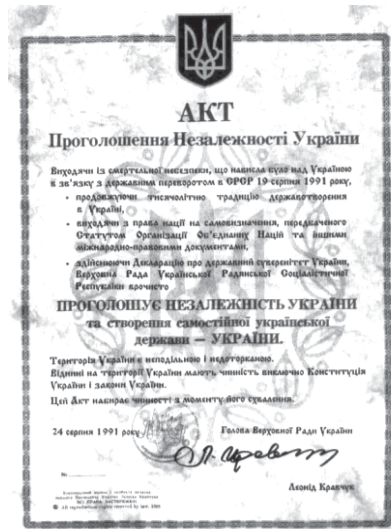 АКТ
Проголошення Незалежності України
Виходячи із смертельної небезпеки, що нависла було над Україною
в зв'язку з державним переворотом в СРСР 19 серпня 1991 року,
• продовжуючи тисячолітню традицію державотворення
в Україні,
• виходячи з права нації на самовизначення, передбаченого
Статутом Організації Об'єднаних Націй та іншими
міжнародно-правовими документами,
• здійснюючи Декларацію про державний суверенітет України,
Верховна Рада Української Радянської Соціалістичної
Республіки врочисто
ПРОГОЛОШУЄ НЕЗАЛЕЖНІСТЬ УКРАЇНИ
та створення самостійної української
держави — УКРАЇНИ.
Територія України є неподільною і недоторканою.
Віднині на території України мають чинність виключно Конституція
України і закони України.
Цей Акт набирає чинності з моменту його схвалення.
24 серпня 1991 року
Голова Верховної Ради України
Леонід Кравчук
№